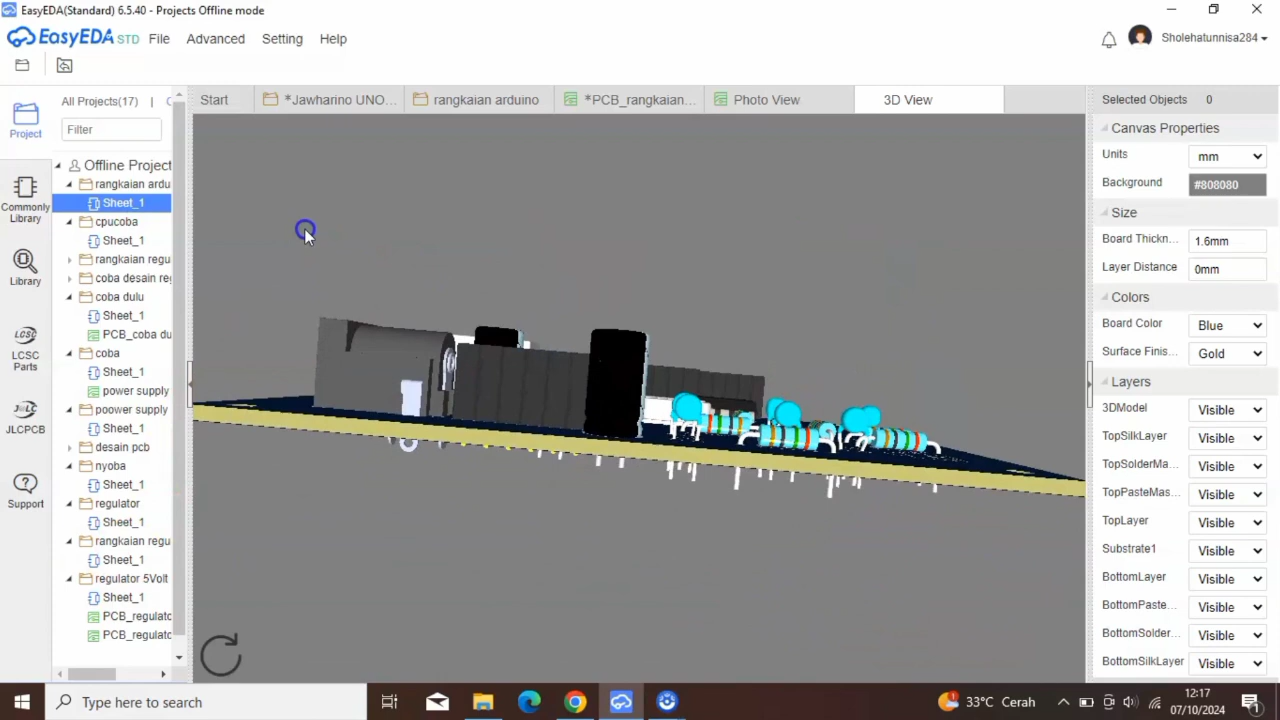 EasyEDA(Standard) 6.5.40 - Projects Offline mode
EasyEDA STD File Advanced Setting Help
Sholehatunnisa284
Project
Commonly Library
Library
LCSC Parts
JLCPCB
Support
All Projects(17) |
Filter
Offline Project
rangkaian ardu
Sheet_1
cpucoba
Sheet_1
rangkaian regu
coba desain re
coba dulu
Sheet_1
PCB_coba du
coba
Sheet_1
power supply
poower supply
Sheet_1
desain pcb
nyoba
Sheet_1
regulator
Sheet_1
rangkaian regu
Sheet_1
regulator 5Volt
Sheet_1
PCB_regulato
PCB_regulato
Start *Jawharino UNO... rangkaian arduino *PCB_rangkaian... Photo View 3D View
Selected Objects 0
Canvas Properties
Units mm
Background #808080
Size
Board Thickn... 1.6mm
Layer Distance 0mm
Colors
Board Color Blue
Surface Finis... Gold
Layers
3DModel Visible
TopSilkLayer Visible
TopSolderMa... Visible
TopPasteMas... Visible
TopLayer Visible
Substrate1 Visible
BottomLayer Visible
BottomPaste... Visible
BottomSolder... Visible
BottomSilkLayer Visible
Type here to search
1
33°C Cerah
12:17
07/10/2024
1